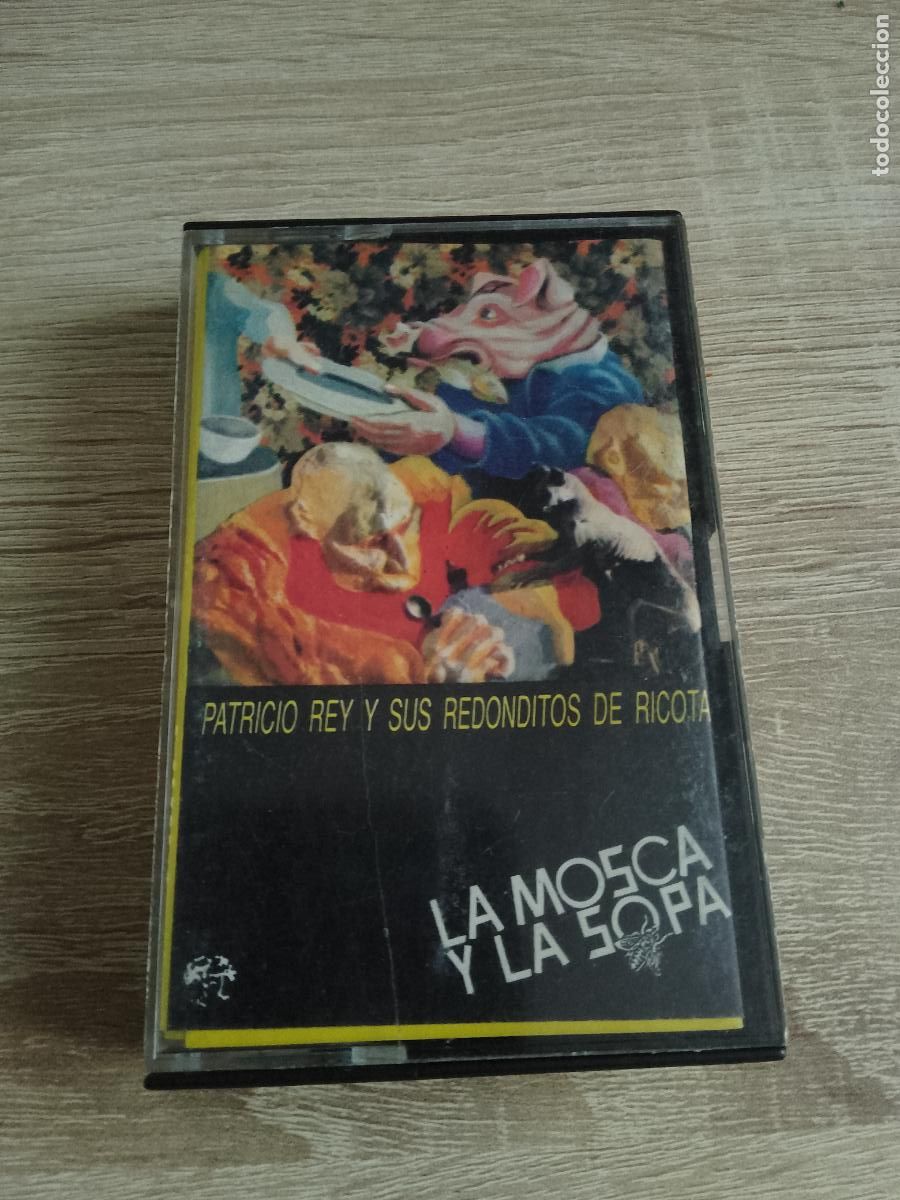 todocoleccion
PATRICIO REY Y SUS REDONDITOS DE RICOTA
LA MOSCA
Y LA SOPA